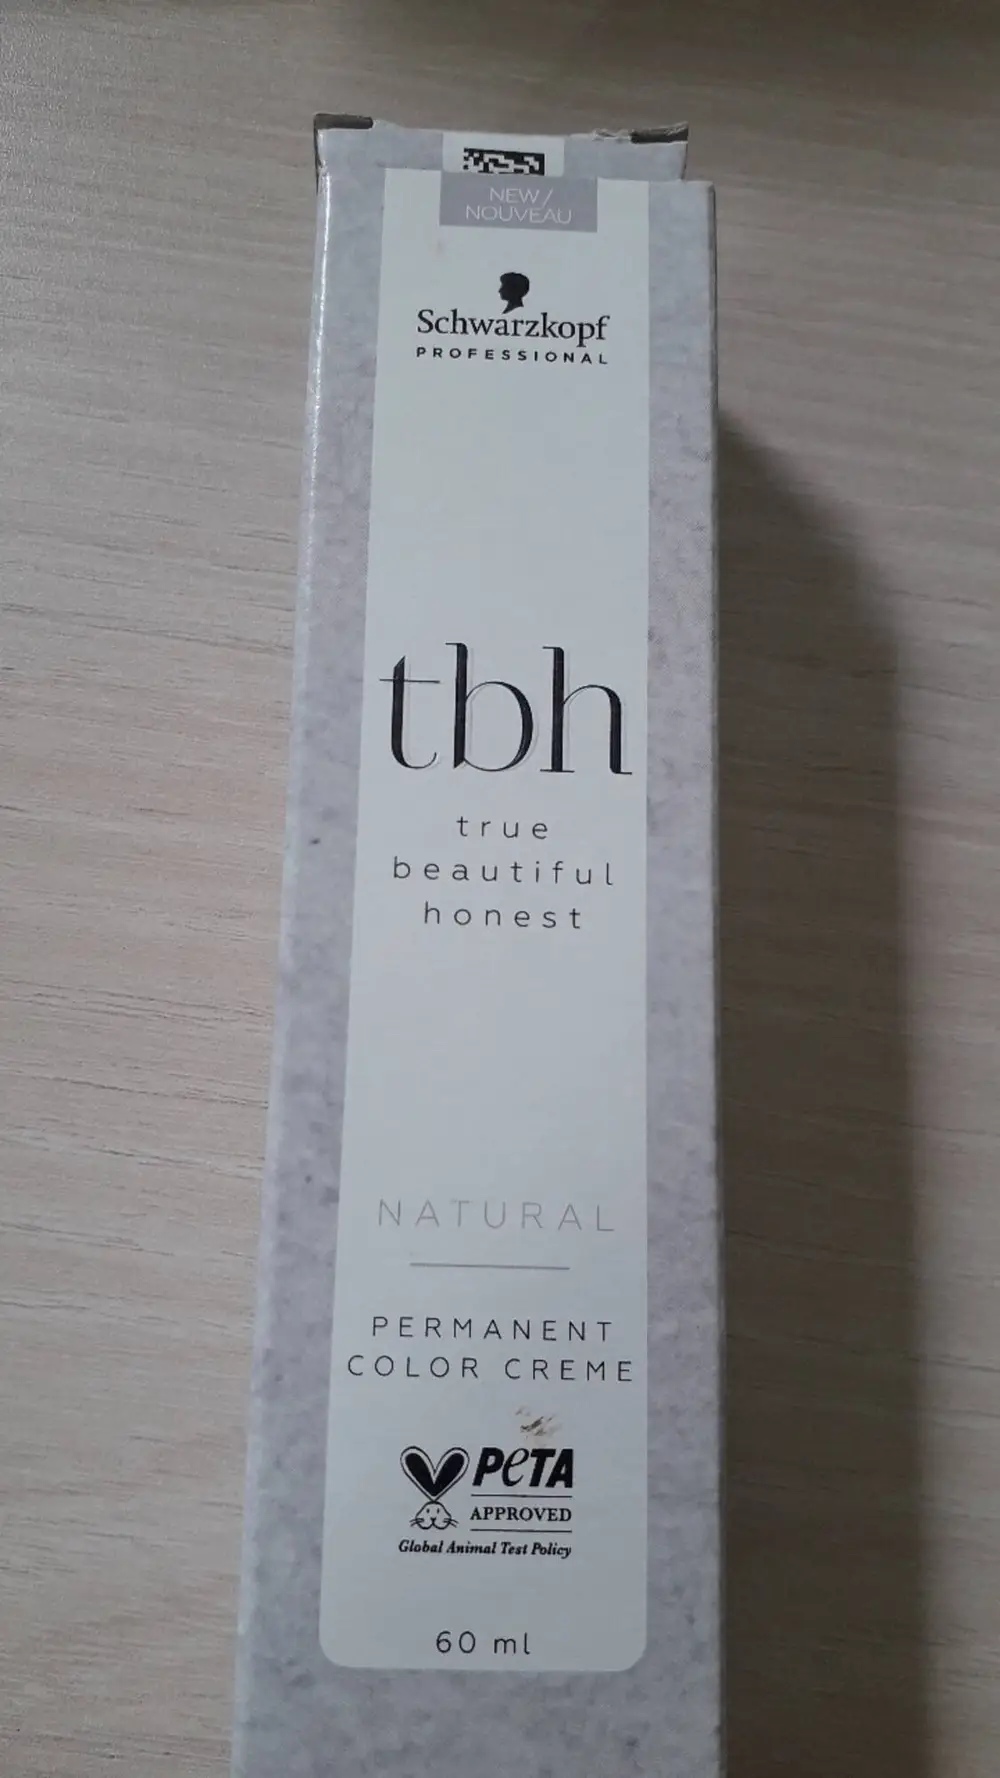 NEW/
NOUVEAU
Schwarzkopf
PROFESSIONAL
tbh
true
beautiful
honest
NATURAL
PERMANENT
COLOR CREME
PETA
APPROVED
Global Animal Test Policy
60 ml